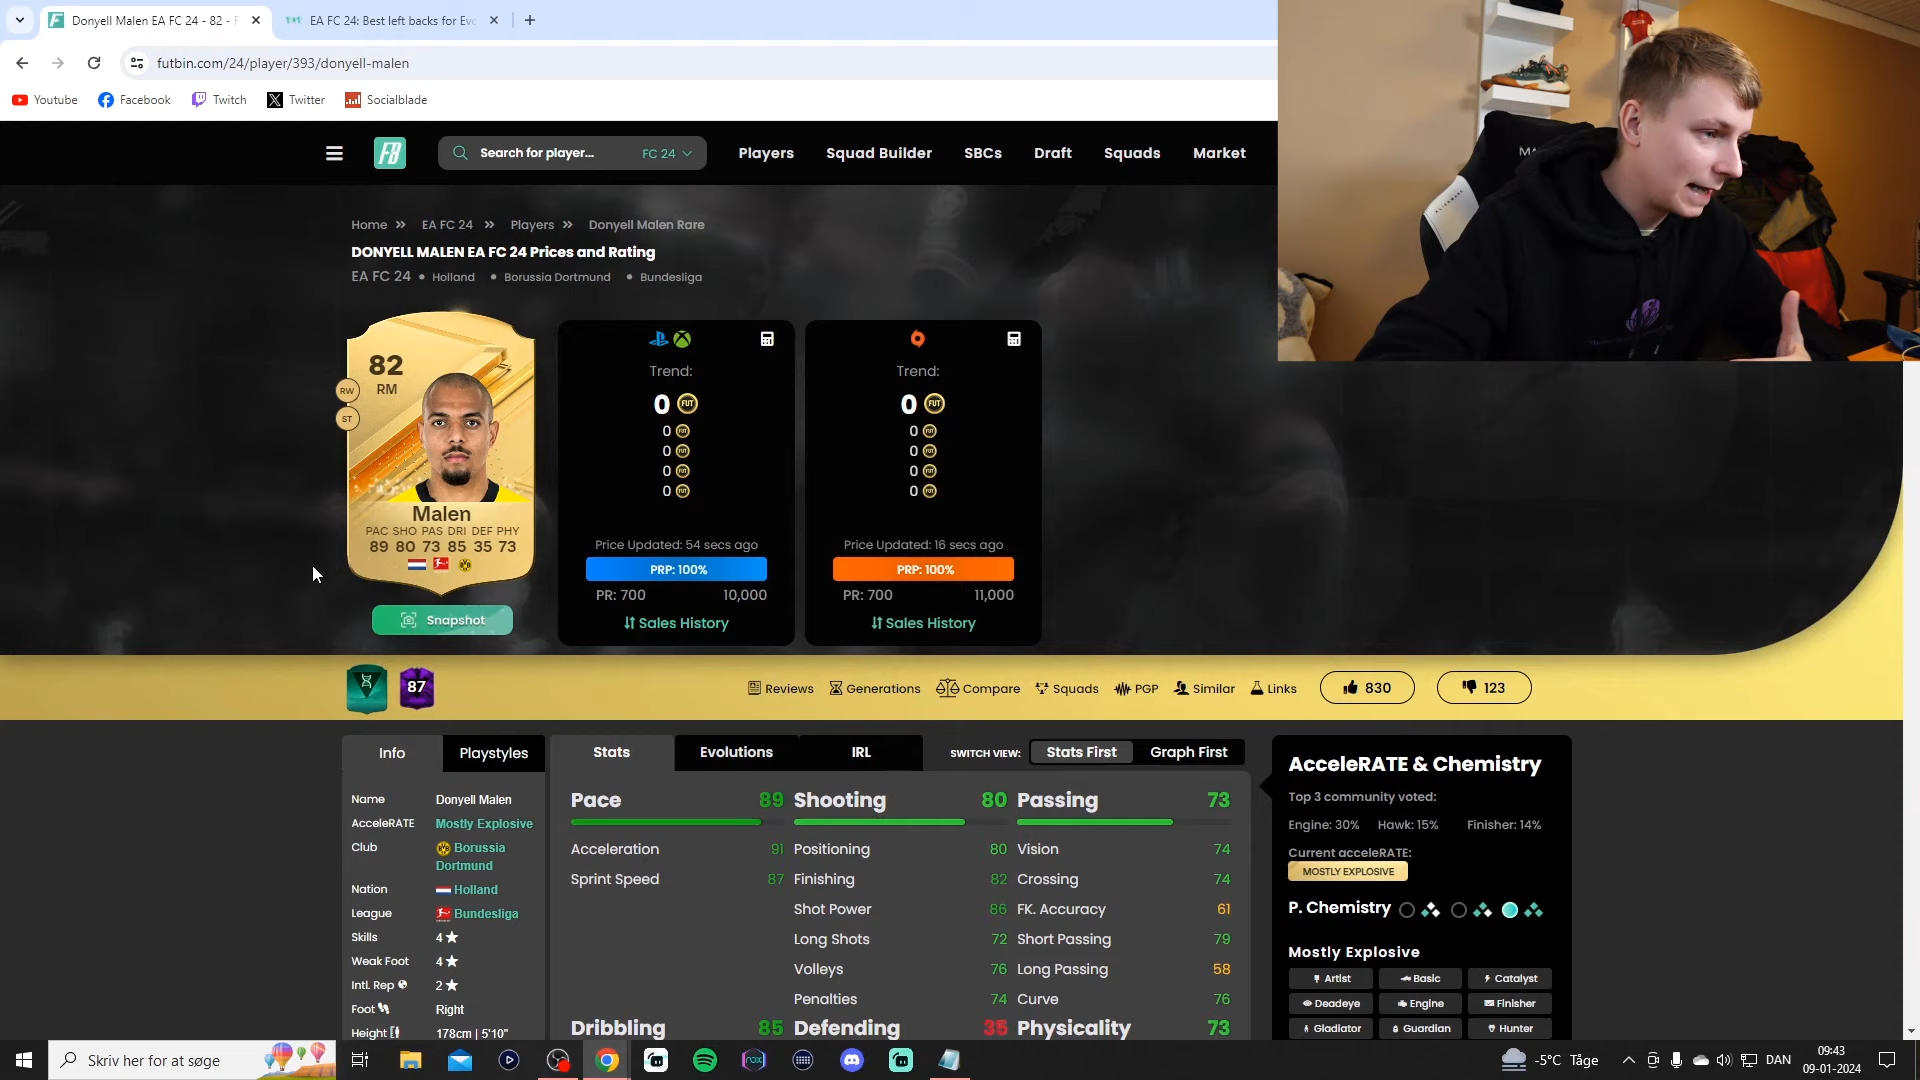 Donyell Malen EA FC 24 - 82 - F
EA FC 24: Best left backs for Evo
futbin.com/24/player/393/donyell-malen
Youtube Facebook Twitch Twitter Socialblade
Search for player... FC 24 Players Squad Builder SBCs Draft Squads Market
Home >> EA FC 24 >> Players >> Donyell Malen Rare
DONYELL MALEN EA FC 24 Prices and Rating
EA FC 24 • Holland • Borussia Dortmund • Bundesliga
82
RM
RW
ST
Malen
PAC SHO PAS DRI DEF PHY
89 80 73 85 35 73
Snapshot
Trend:
0 FUT
0
0
0
0
Price Updated: 54 secs ago
PRP: 100%
PR: 700 10,000
Sales History
Trend:
0 FUT
0
0
0
0
Price Updated: 16 secs ago
PRP: 100%
PR: 700 11,000
Sales History
ALIENWARE
87
Reviews Generations Compare Squads PGP Similar Links 830 123
Info Playstyles
Name Donyell Malen
AcceleRATE Mostly Explosive
Club Borussia
Dortmund
Nation Holland
League Bundesliga
Skills 4
Weak Foot 4
Intl. Rep 2
Foot Right
Height 178cm | 5'10"
Stats Evolutions IRL SWITCH VIEW: Stats First Graph First
Pace 89 Shooting 80 Passing 73
Acceleration 91 Positioning 80 Vision 74
Sprint Speed 87 Finishing 82 Crossing 74
Shot Power 86 FK. Accuracy 61
Long Shots 72 Short Passing 79
Volleys 76 Long Passing 58
Penalties 74 Curve 76
Dribbling 85 Defending 35 Physicality 73
AcceleRATE & Chemistry
Top 3 community voted:
Engine: 30% Hawk: 15% Finisher: 14%
Current acceleRATE:
MOSTLY EXPLOSIVE
P. Chemistry
Mostly Explosive
Artist Basic Catalyst
Deadeye Engine Finisher
Gladiator Guardian Hunter
Skriv her for at søge
-5°C Tåge DAN 09:43
09-01-2024